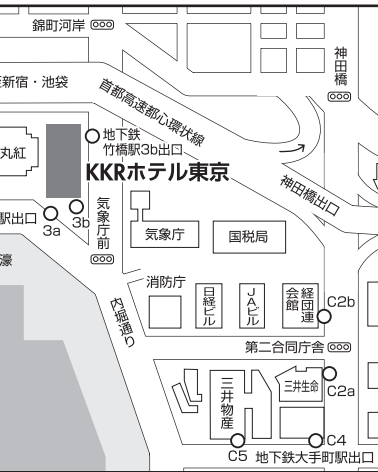 錦町河岸
神田橋
至新宿・池袋
首都高速都心環状線
地下鉄
竹橋駅3b出口
丸紅
KKRホテル東京
神田橋出口
駅出口
3a
3b
気象庁前
気象庁
国税局
濠
消防庁
内堀通り
日経ビル
JAビル
経団連
会館
C2b
第二合同庁舎
三井物産
三井生命
C2a
C5
C4
地下鉄大手町駅出口